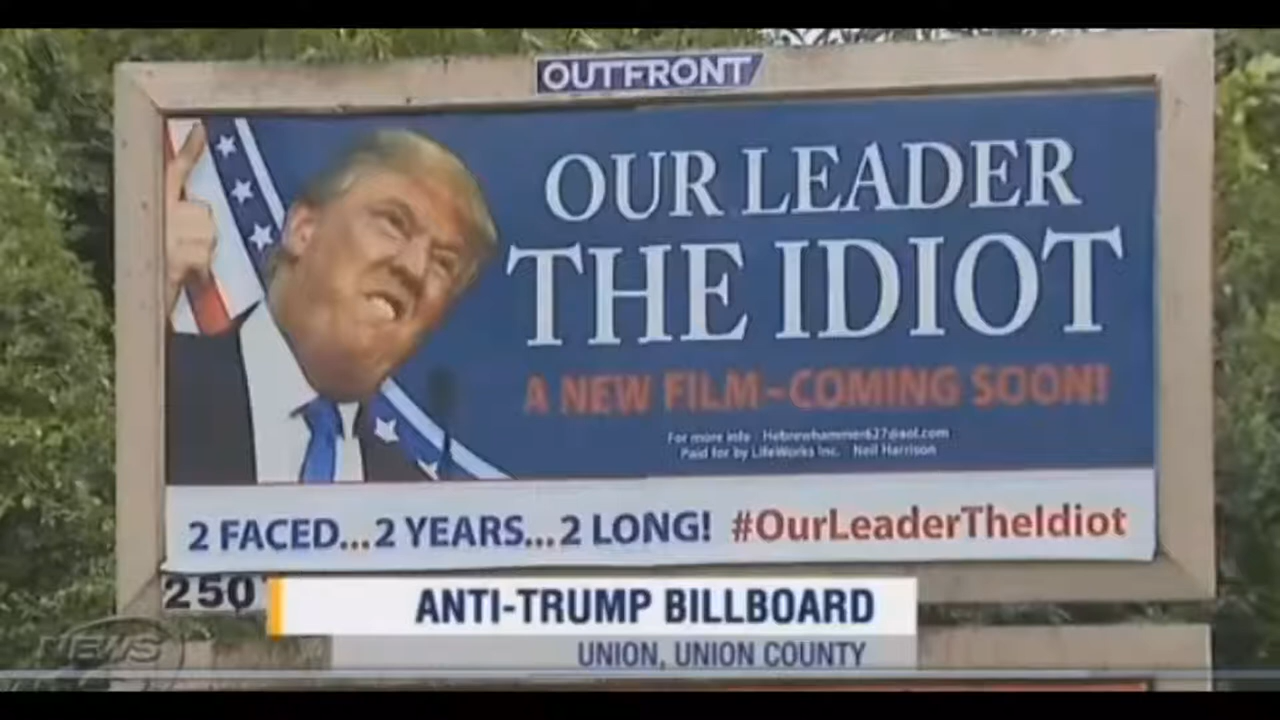 OUTFRONT
OUR LEADER
THE IDIOT
A NEW FILM-COMING SOON!
For more info Hebrewhammer627@aol.com
Paid for by LifeWorks Inc. Neil Harrison
2 FACED...2 YEARS...2 LONG! #OurLeaderTheIdiot
250
ANTI-TRUMP BILLBOARD
UNION, UNION COUNTY
NEWS